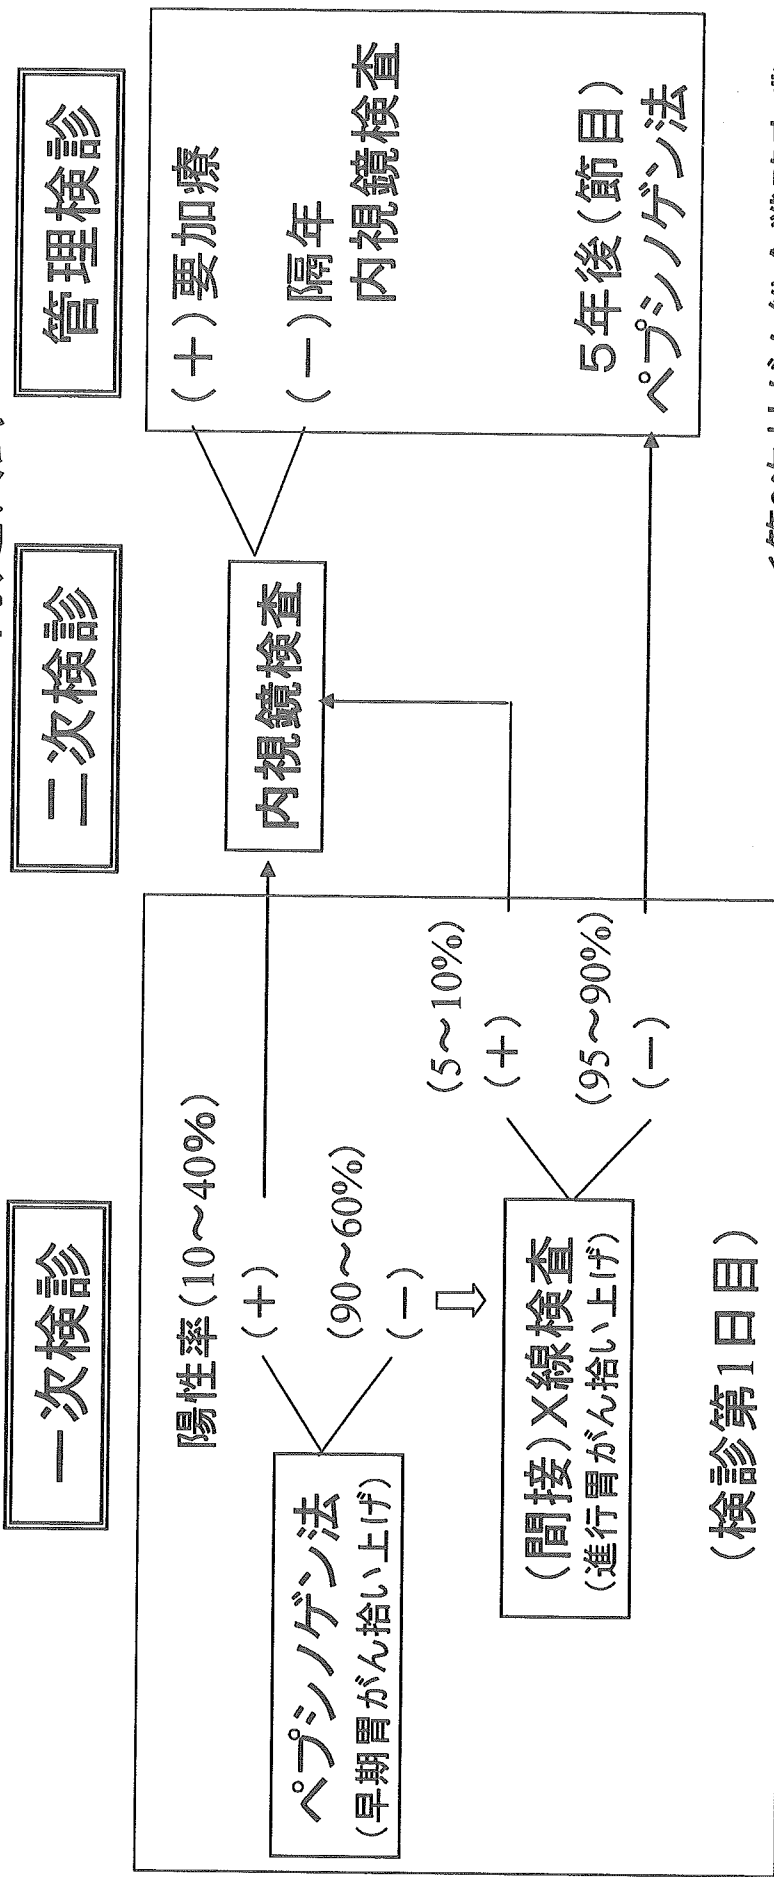 一次検診
二次検診
管理検診
陽性率(10～40%)
(+)
ペプシノゲン法
(早期胃がん拾い上げ)
(90～60%)
(-)
(間接)X線検査
(進行胃がん拾い上げ)
(5～10%)
(+)
(95～90%)
(-)
(検診第1日目)
内視鏡検査
(+)要加療
(-)隔年
内視鏡検査
5年後(節目)
ペプシノゲン法